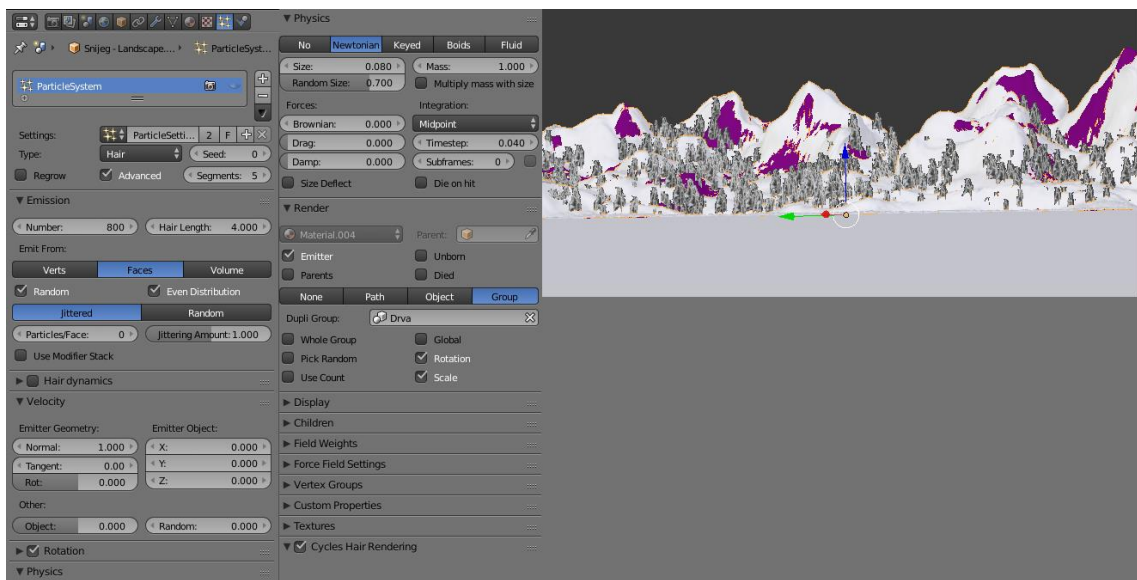 Snijeg - Landscape....
ParticleSyst...
ParticleSystem
Settings:
ParticleSetti...
2
F
Type:
Hair
Seed: 0
Regrow
Advanced
Segments: 5
Emission
Number: 800
Hair Length: 4.000
Emit From:
Verts
Faces
Volume
Random
Even Distribution
Jittered
Random
Particles/Face: 0
Jittering Amount: 1.000
Use Modifier Stack
Hair dynamics
Velocity
Emitter Geometry:
Emitter Object:
Normal: 1.000
X: 0.000
Tangent: 0.00
Y: 0.000
Rot: 0.000
Z: 0.000
Other:
Object: 0.000
Random: 0.000
Rotation
Physics
Physics
No
Newtonian
Keyed
Boids
Fluid
Size: 0.080
Mass: 1.000
Random Size: 0.700
Multiply mass with size
Forces:
Integration:
Brownian: 0.000
Midpoint
Drag: 0.000
Timestep: 0.040
Damp: 0.000
Subframes: 0
Size Deflect
Die on hit
Render
Material.004
Parent:
Emitter
Unborn
Parents
Died
None
Path
Object
Group
Dupli Group:
Drva
Whole Group
Global
Pick Random
Rotation
Use Count
Scale
Display
Children
Field Weights
Force Field Settings
Vertex Groups
Custom Properties
Textures
Cycles Hair Rendering